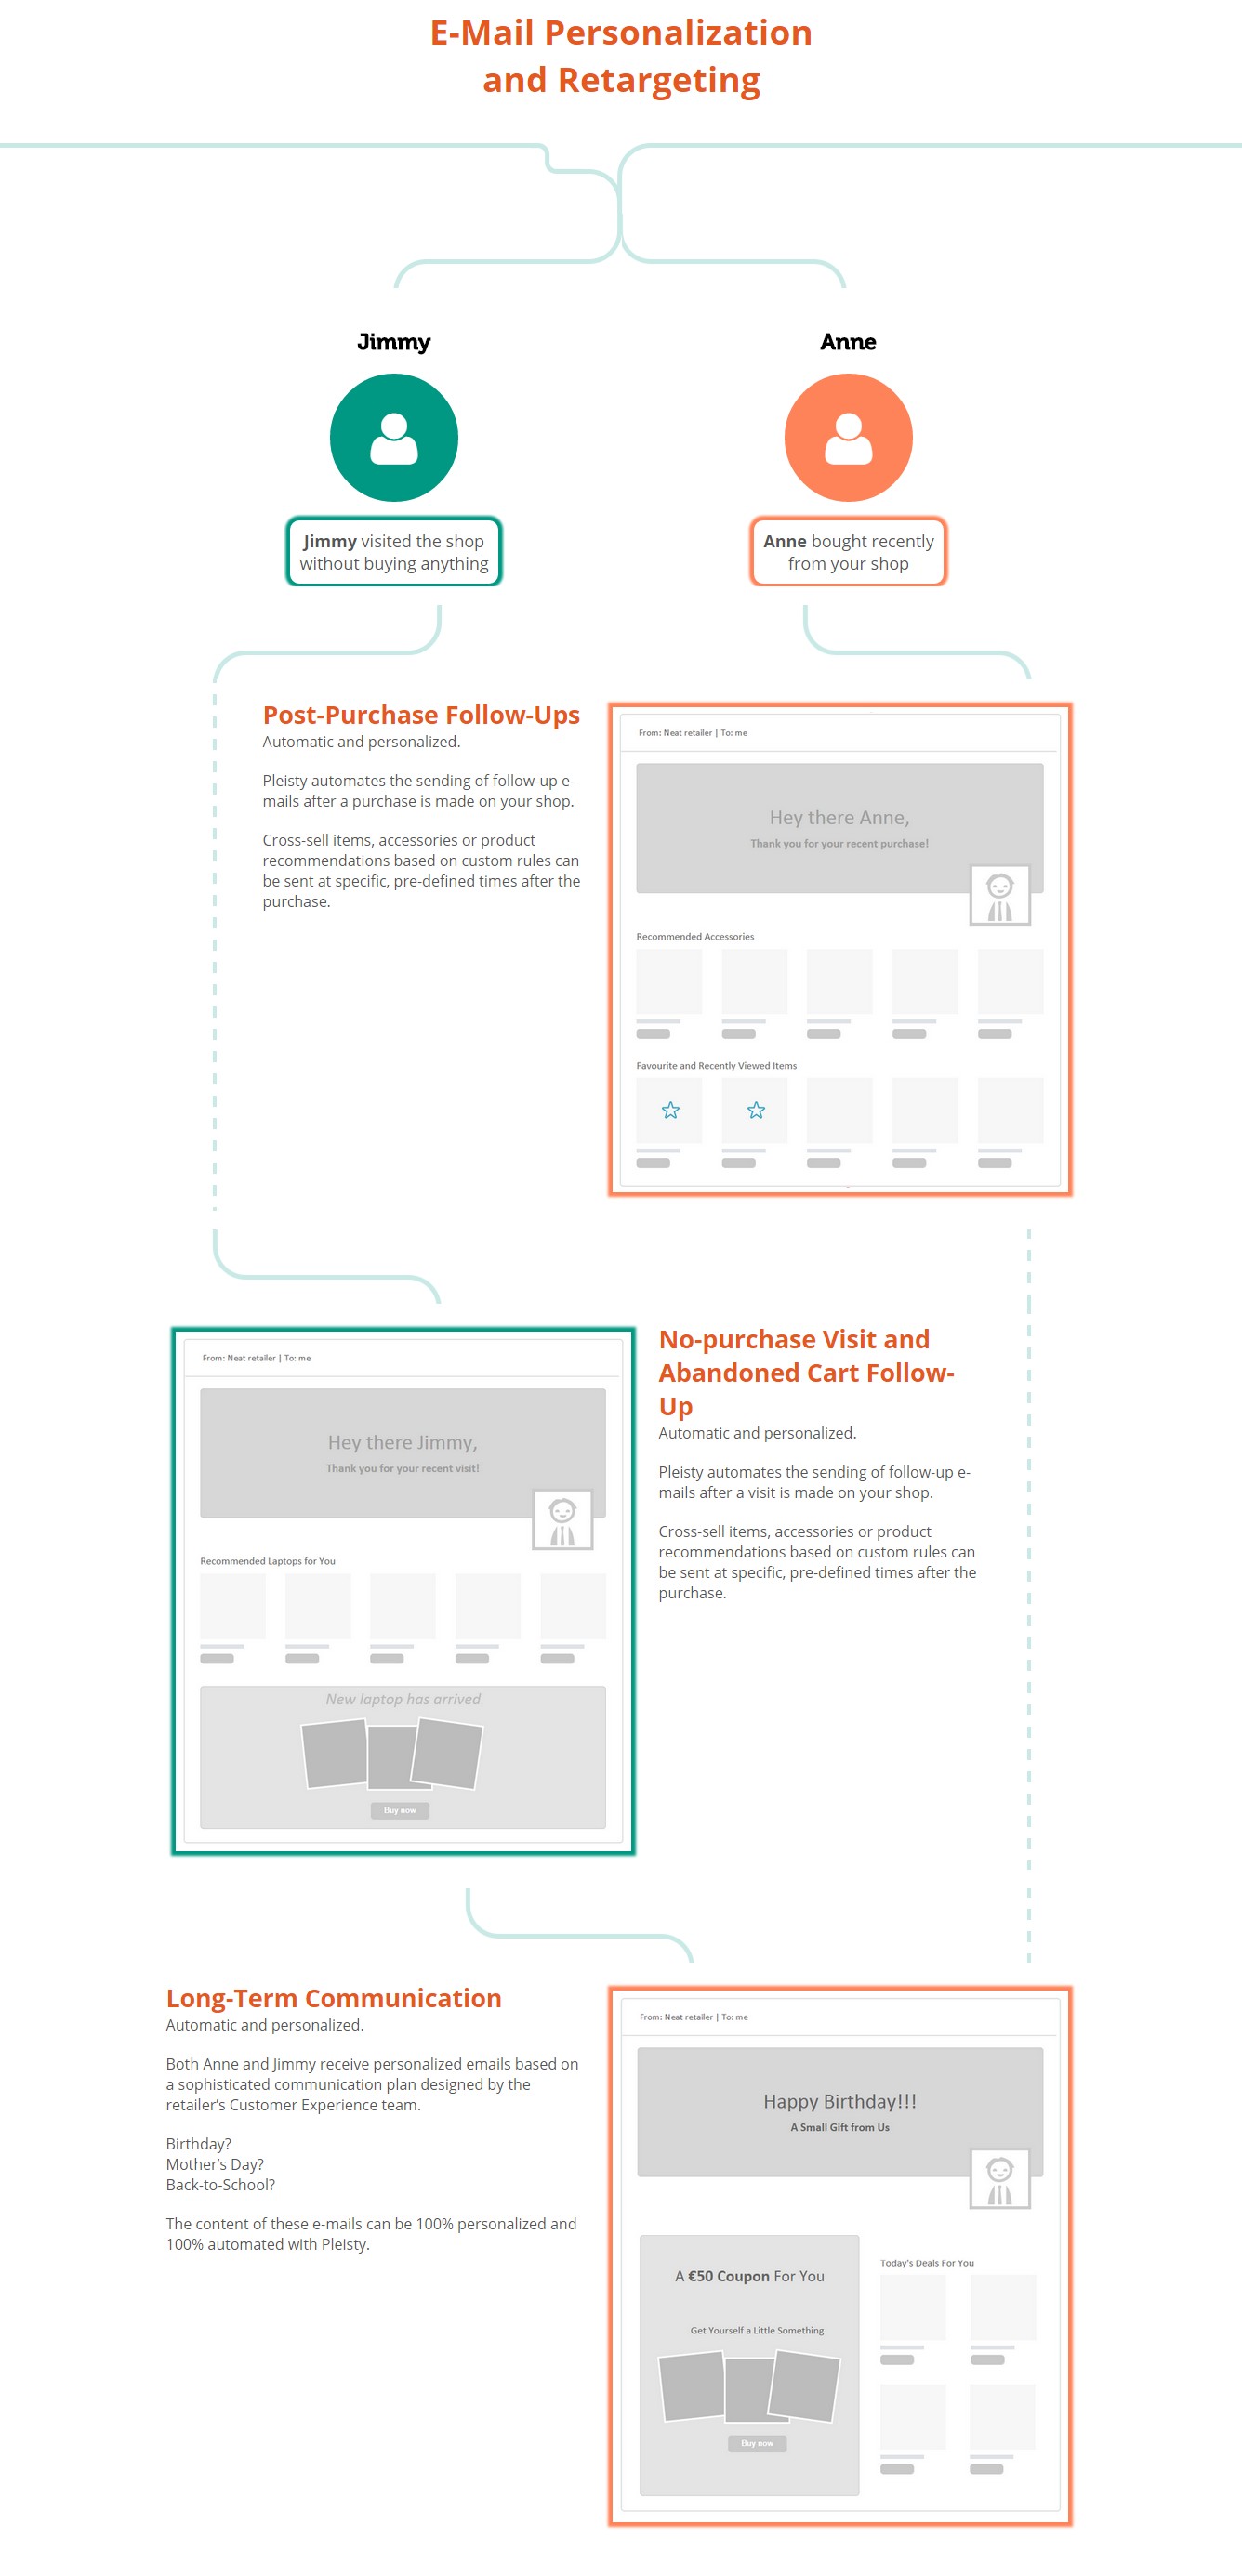 E-Mail Personalization
and Retargeting
Jimmy
Anne
Jimmy visited the shop
without buying anything
Anne bought recently
from your shop
Post-Purchase Follow-Ups
Automatic and personalized.
Pleisty automates the sending of follow-up e-
mails after a purchase is made on your shop.
Cross-sell items, accessories or product
recommendations based on custom rules can
be sent at specific, pre-defined times after the
purchase.
From: Neat retailer | To: me
Hey there Anne,
Thank you for your recent purchase!
Recommended Accessories
Favourite and Recently Viewed Items
From: Neat retailer | To: me
Hey there Jimmy,
Thank you for your recent visit!
Recommended Laptops for You
New laptop has arrived
Buy now
No-purchase Visit and
Abandoned Cart Follow-
Up
Automatic and personalized.
Pleisty automates the sending of follow-up e-
mails after a visit is made on your shop.
Cross-sell items, accessories or product
recommendations based on custom rules can
be sent at specific, pre-defined times after the
purchase.
Long-Term Communication
Automatic and personalized.
Both Anne and Jimmy receive personalized emails based on
a sophisticated communication plan designed by the
retailer’s Customer Experience team.
Birthday?
Mother’s Day?
Back-to-School?
The content of these e-mails can be 100% personalized and
100% automated with Pleisty.
From: Neat retailer | To: me
Happy Birthday!!!
A Small Gift from Us
A €50 Coupon For You
Get Yourself a Little Something
Buy now
Today's Deals For You